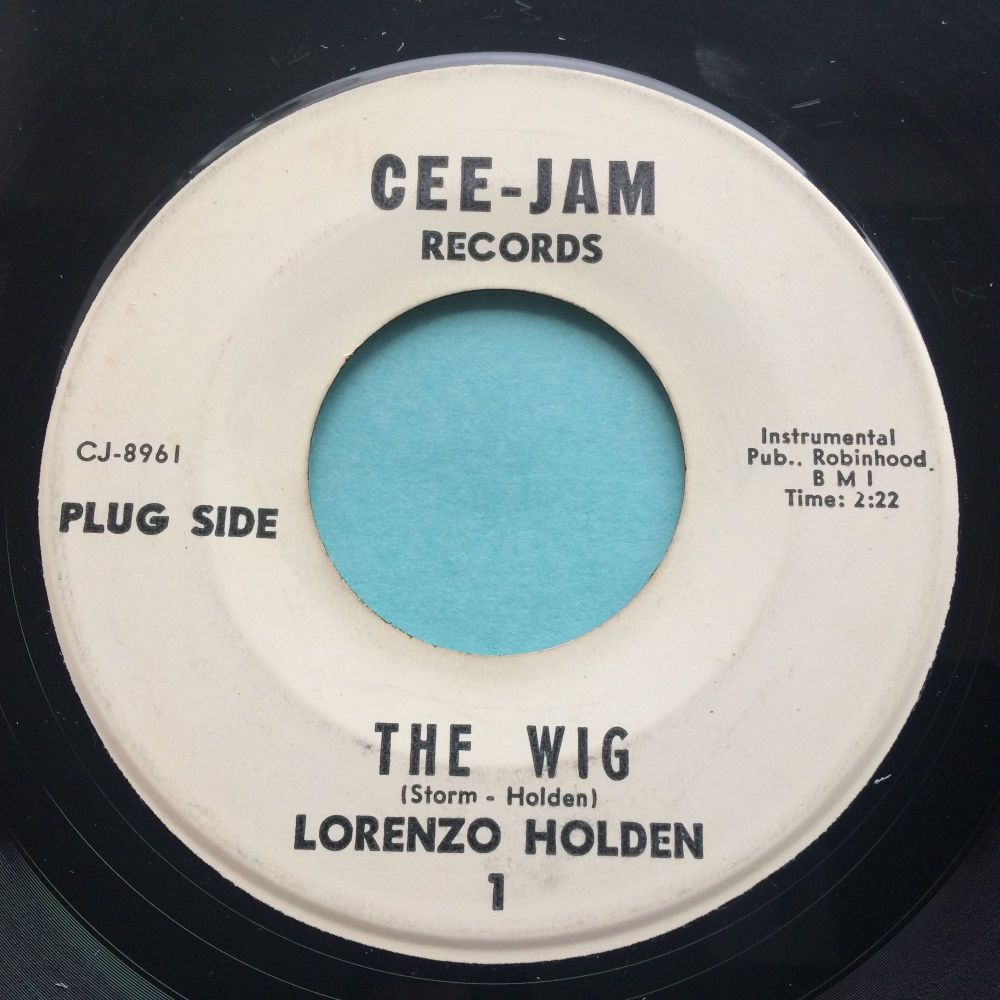 CEE-JAM
RECORDS
CJ-8961
PLUG SIDE
Instrumental
Pub., Robinhood.
B M I
Time: 2:22
THE WIG
(Storm - Holden)
LORENZO HOLDEN
1